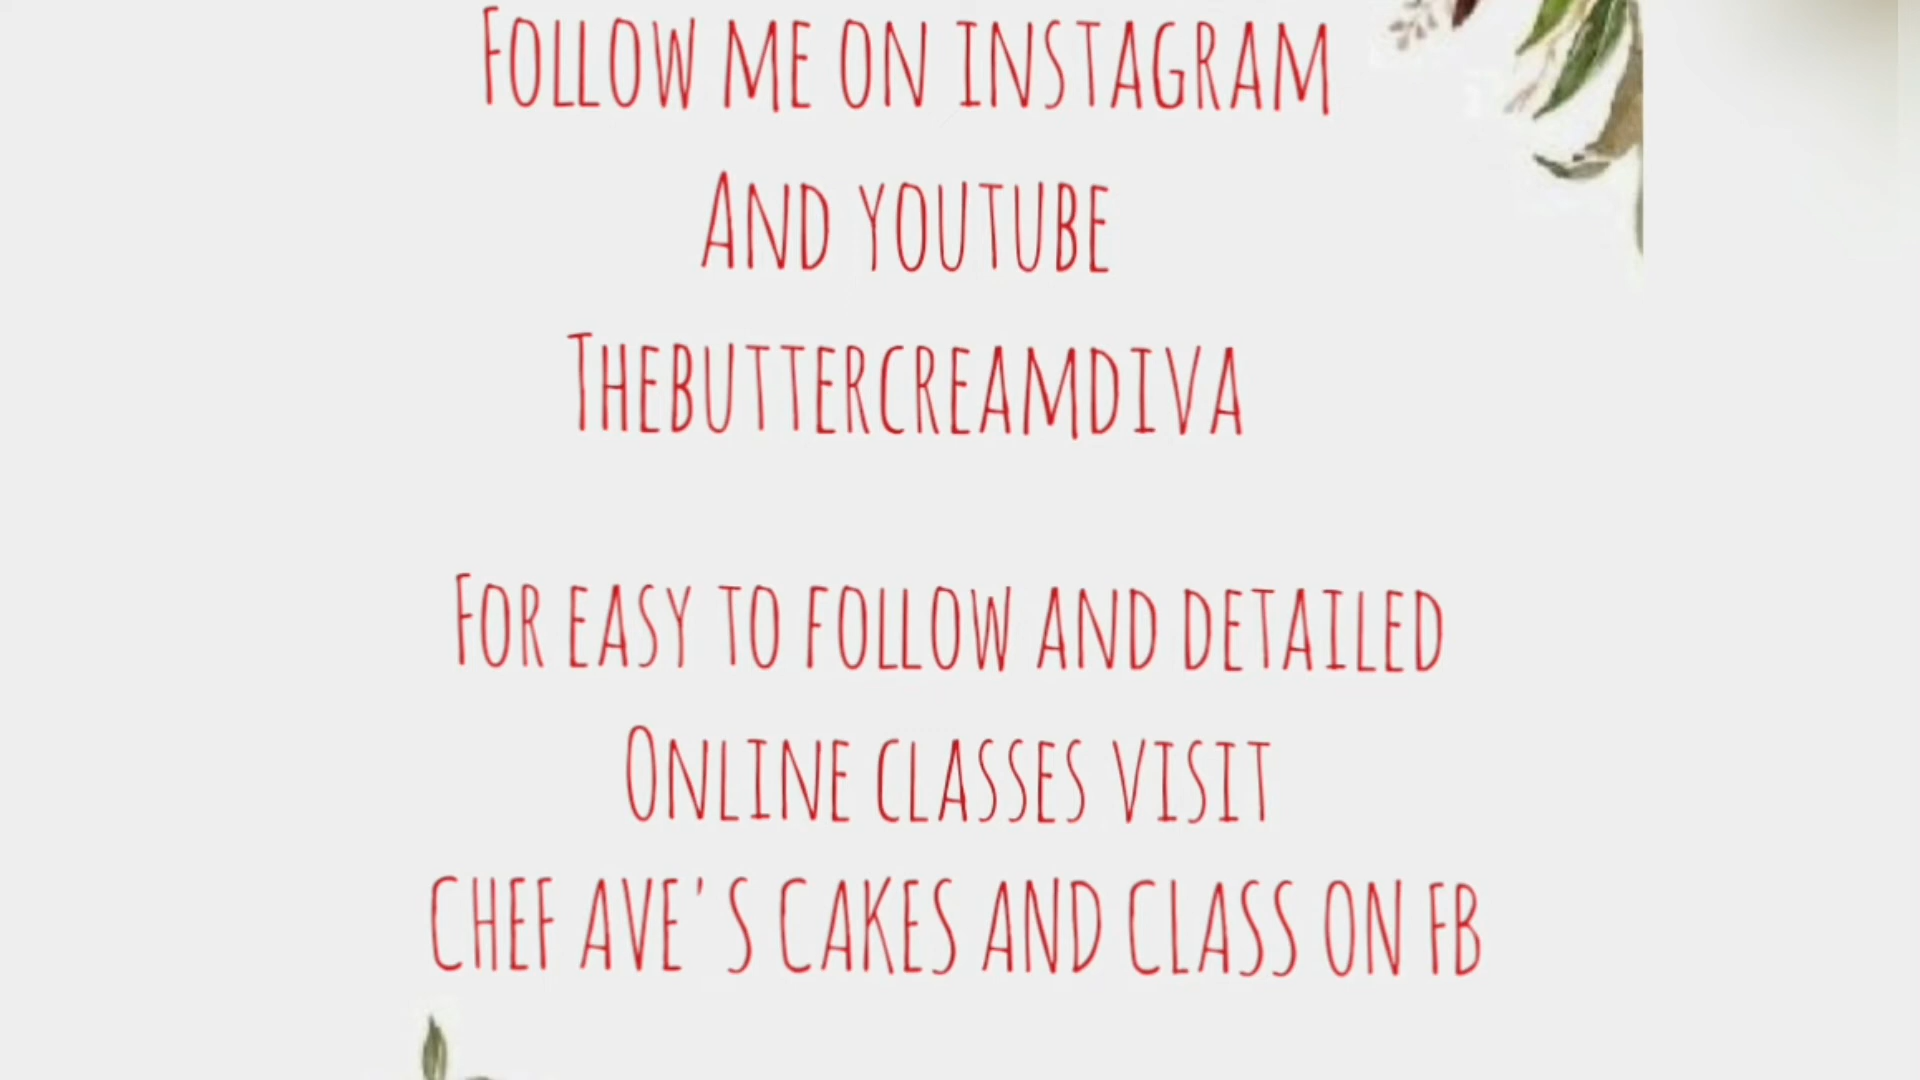 Follow me on instagram
And youtube
Thebuttercreamdiva
For easy to follow and detailed
Online classes visit
CHEF AVE'S CAKES AND CLASS ON FB